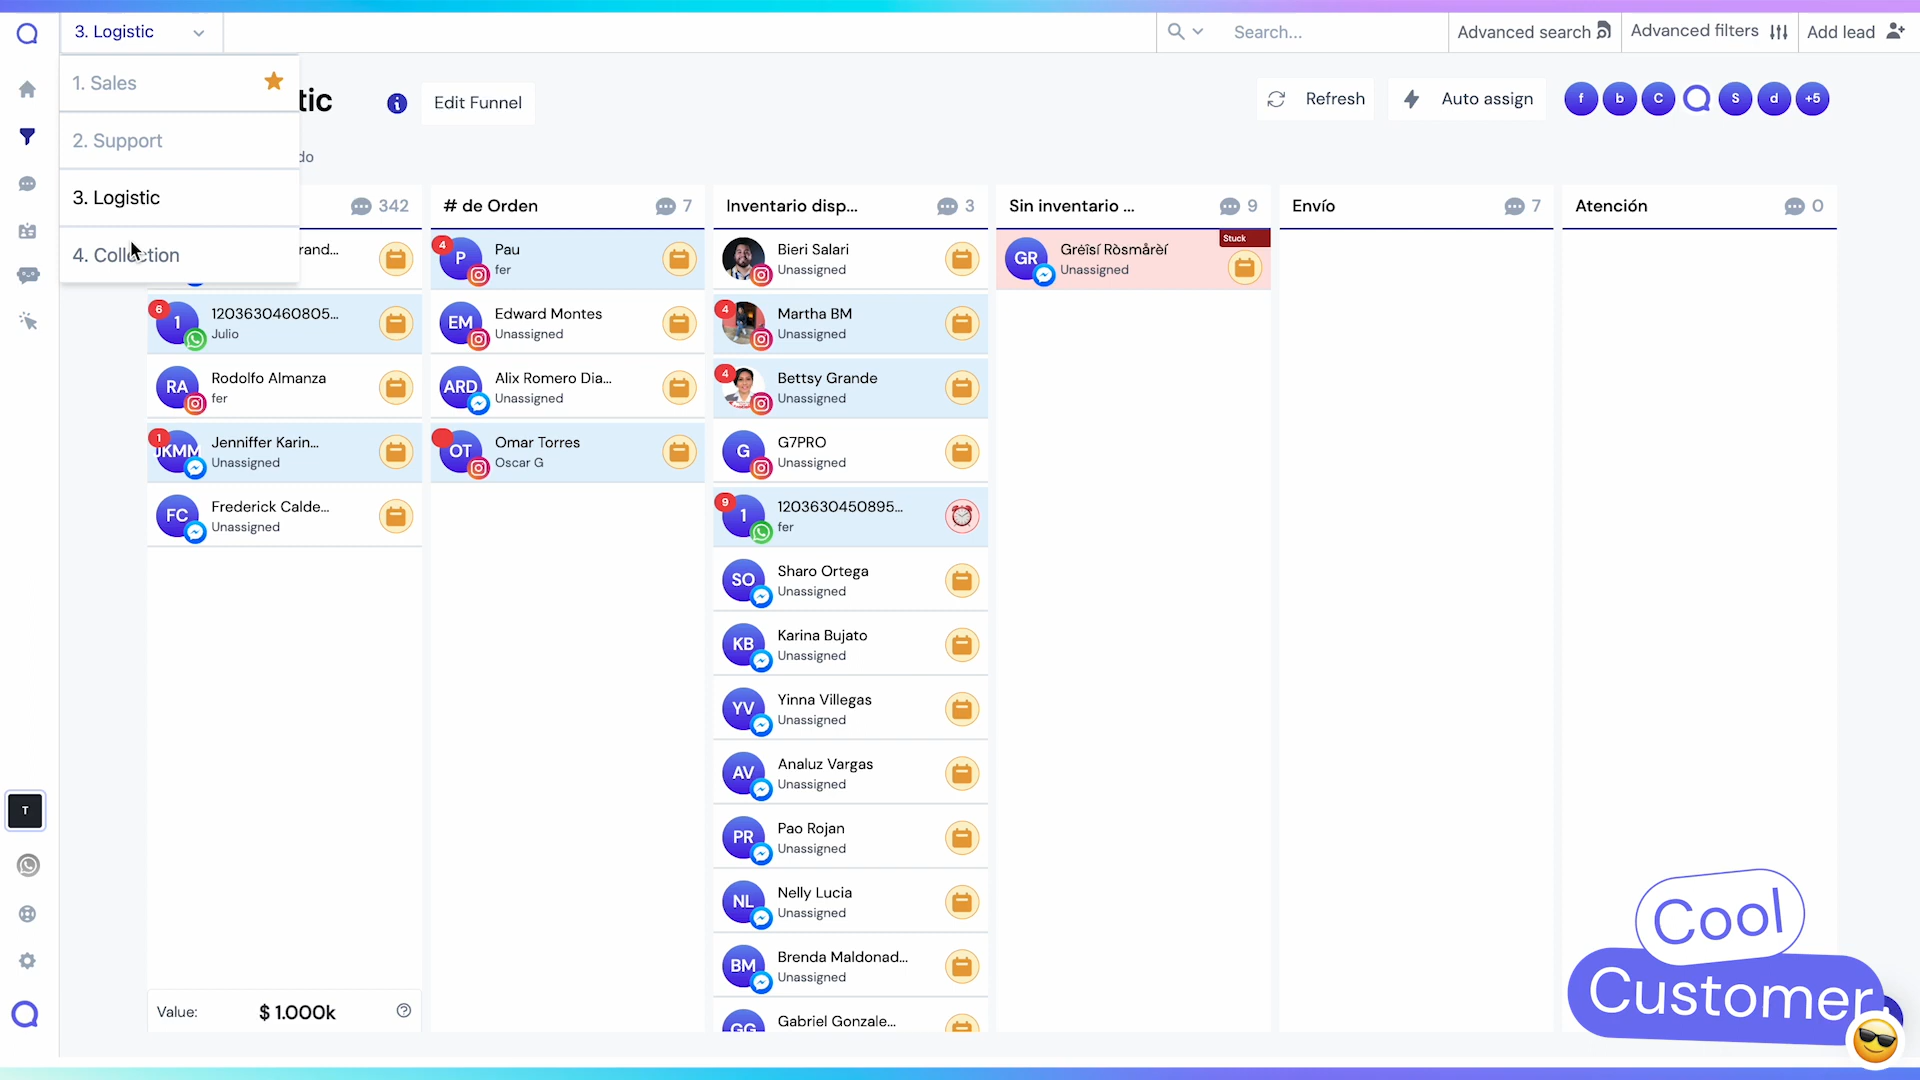 3. Logistic
Search...
Advanced search
Advanced filters
Add lead
1. Sales
2. Support
3. Logistic
4. Collection
tic
Edit Funnel
do
Refresh
Auto assign
f
b
C
S
d
+5
342
rand...
6
1
1203630460805...
Julio
RA
Rodolfo Almanza
fer
1
JKMM
Jenniffer Karin...
Unassigned
FC
Frederick Calde...
Unassigned
Value:
$ 1.000k
# de Orden
7
4
P
Pau
fer
EM
Edward Montes
Unassigned
ARD
Alix Romero Dia...
Unassigned
OT
Omar Torres
Oscar G
Inventario disp...
3
Bieri Salari
Unassigned
4
Martha BM
Unassigned
4
Bettsy Grande
Unassigned
G
G7PRO
Unassigned
9
1
1203630450895...
fer
SO
Sharo Ortega
Unassigned
KB
Karina Bujato
Unassigned
YV
Yinna Villegas
Unassigned
AV
Analuz Vargas
Unassigned
PR
Pao Rojan
Unassigned
NL
Nelly Lucia
Unassigned
BM
Brenda Maldonad...
Unassigned
GG
Gabriel Gonzale...
Sin inventario ...
9
Stuck
GR
Grėîsí Ròsmårèí
Unassigned
Envío
7
Atención
0
T
Cool
Customer